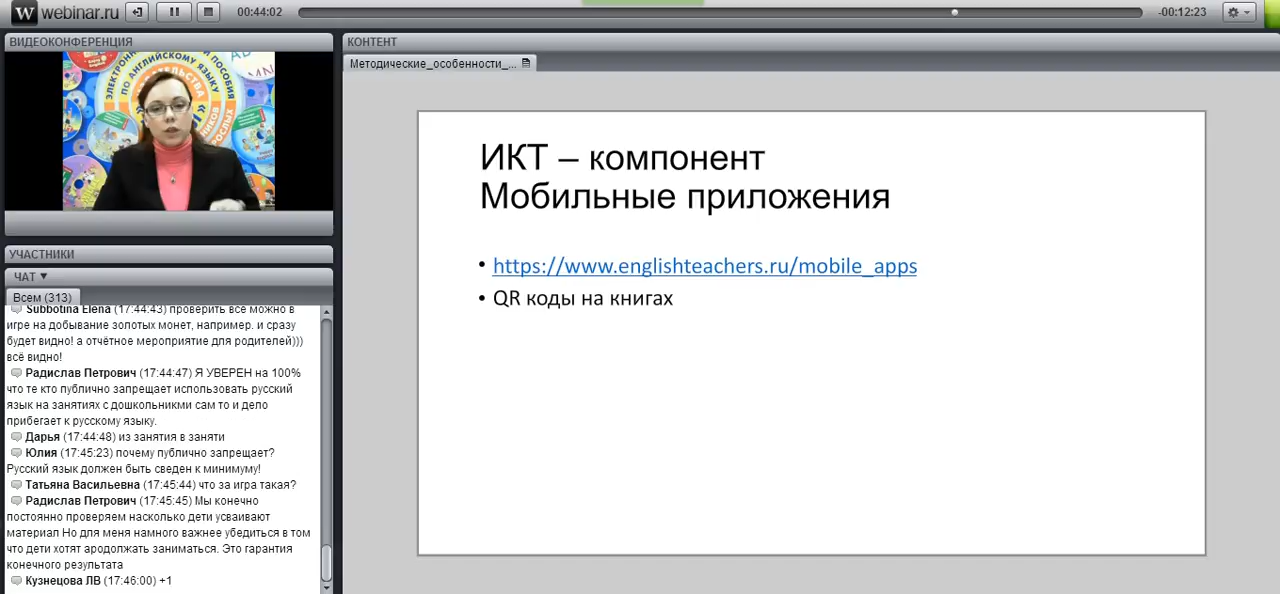 webinar.ru
00:44:02
-00:12:23
ВИДЕОКОНФЕРЕНЦИЯ
ЭЛЕКТРОННЫЕ
ПОСОБИЯ
ПО АНГЛИЙСКОМУ ЯЗЫКУ
УЧАСТНИКИ
ЧАТ
Всем (313)
Subbotina Elena (17:44:43) проверить всё можно в
игре на добывание золотых монет, например. и сразу
будет видно! а отчётное мероприятие для родителей)))
всё видно!
Радислав Петрович (17:44:47) Я УВЕРЕН на 100%
что те кто публично запрещает использовать русский
язык на занятиях с дошкольникми сам то и дело
прибегает к русскому языку.
Дарья (17:44:48) из занятия в заняти
Юлия (17:45:23) почему публично запрещает?
Русский язык должен быть сведен к минимуму!
Татьяна Васильевна (17:45:44) что за игра такая?
Радислав Петрович (17:45:45) Мы конечно
постоянно проверяем насколько дети усваивают
материал Но для меня намного важнее убедиться в том
что дети хотят ародолжать заниматься. Это гарантия
конечного результата
Кузнецова ЛВ (17:46:00) +1
КОНТЕНТ
Методические_особенности_...
ИКТ – компонент
Мобильные приложения
• https://www.englishteachers.ru/mobile_apps
• QR коды на книгах